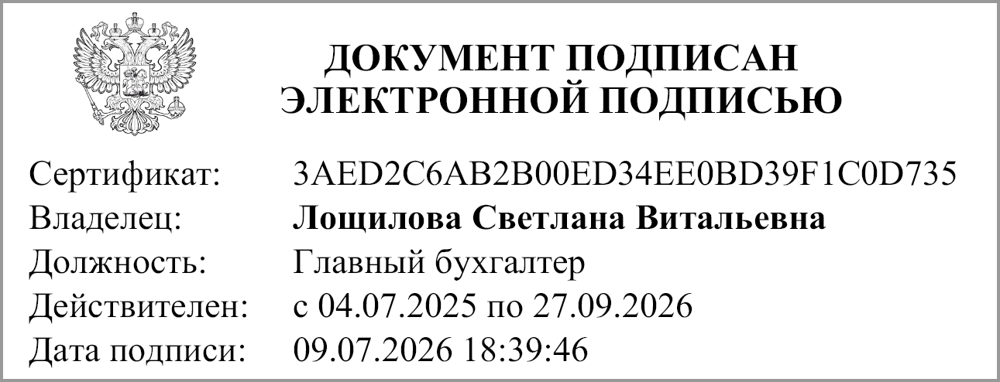 ДОКУМЕНТ ПОДПИСАН
ЭЛЕКТРОННОЙ ПОДПИСЬЮ
Сертификат: 3AED2C6AB2B00ED34EE0BD39F1C0D735
Владелец: Лощилова Светлана Витальевна
Должность: Главный бухгалтер
Действителен: с 04.07.2025 по 27.09.2026
Дата подписи: 09.07.2026 18:39:46